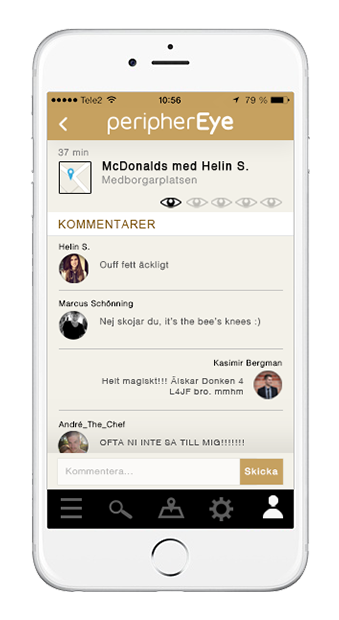 Tele2 10:56 79 %
peripherEye
37 min
McDonalds med Helin S.
Medborgarplatsen
KOMMENTARER
Helin S.
Ouff fett äckligt
Marcus Schönning
Nej skojar du, it's the bee's knees :)
Kasimir Bergman
Helt magiskt!!! Älskar Donken 4
L4JF bro. mmhm
André_The_Chef
OFTA NI INTE SA TILL MIG!!!!!!!
Kommentera...
Skicka